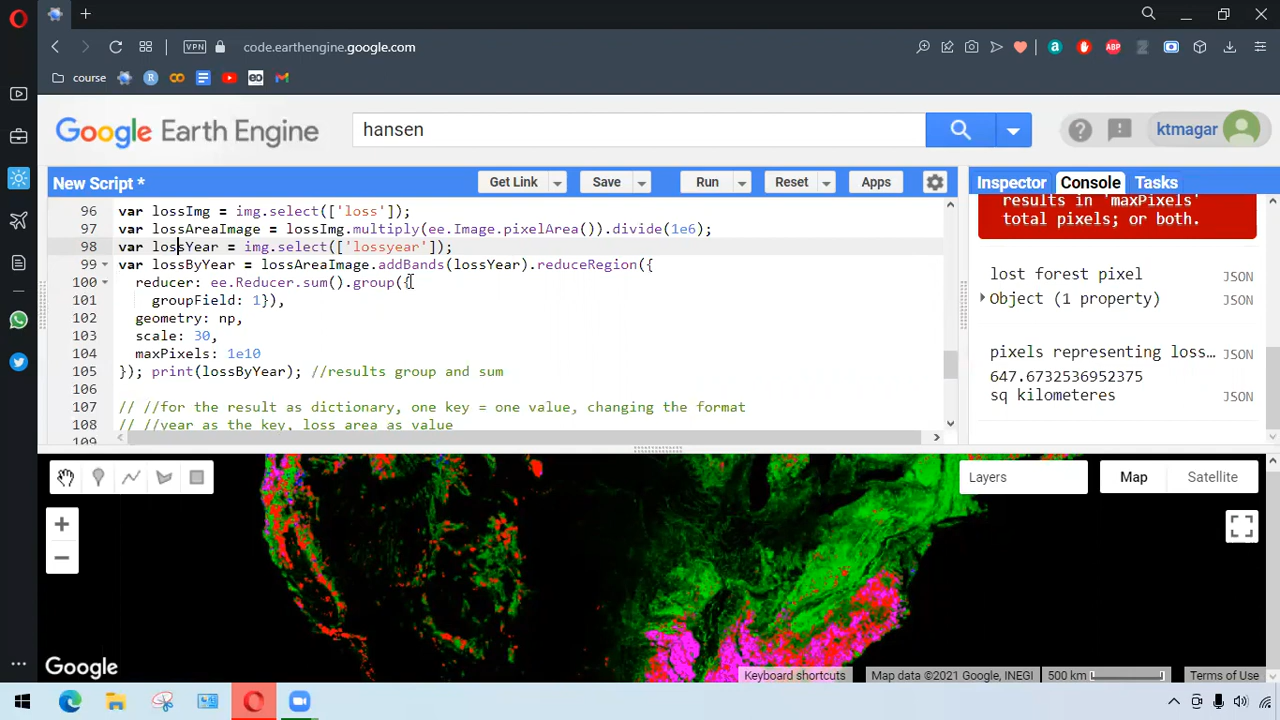 VPN
code.earthengine.google.com
ABP
2
course
Google Earth Engine
hansen
ktmagar
New Script *
Get Link
Save
Run
Reset
Apps
Inspector
Console
Tasks
96 var lossImg = img.select(['loss']);
97 var lossAreaImage = lossImg.multiply(ee.Image.pixelArea()).divide(1e6);
98 var lossYear = img.select(['lossyear']);
99 var lossByYear = lossAreaImage.addBands(lossYear).reduceRegion({
100 reducer: ee.Reducer.sum().group({
101 groupField: 1}),
102 geometry: np,
103 scale: 30,
104 maxPixels: 1e10
105 }); print(lossByYear); //results group and sum
106
107 // //for the result as dictionary, one key = one value, changing the format
108 // //year as the key, loss area as value
109
results in 'maxPixels'
total pixels; or both.
lost forest pixel JSON
Object (1 property) JSON
pixels representing loss… JSON
647.6732536952375
sq kilometeres JSON
Layers
Map
Satellite
Google
Keyboard shortcuts
Map data ©2021 Google, INEGI
500 km
Terms of Use